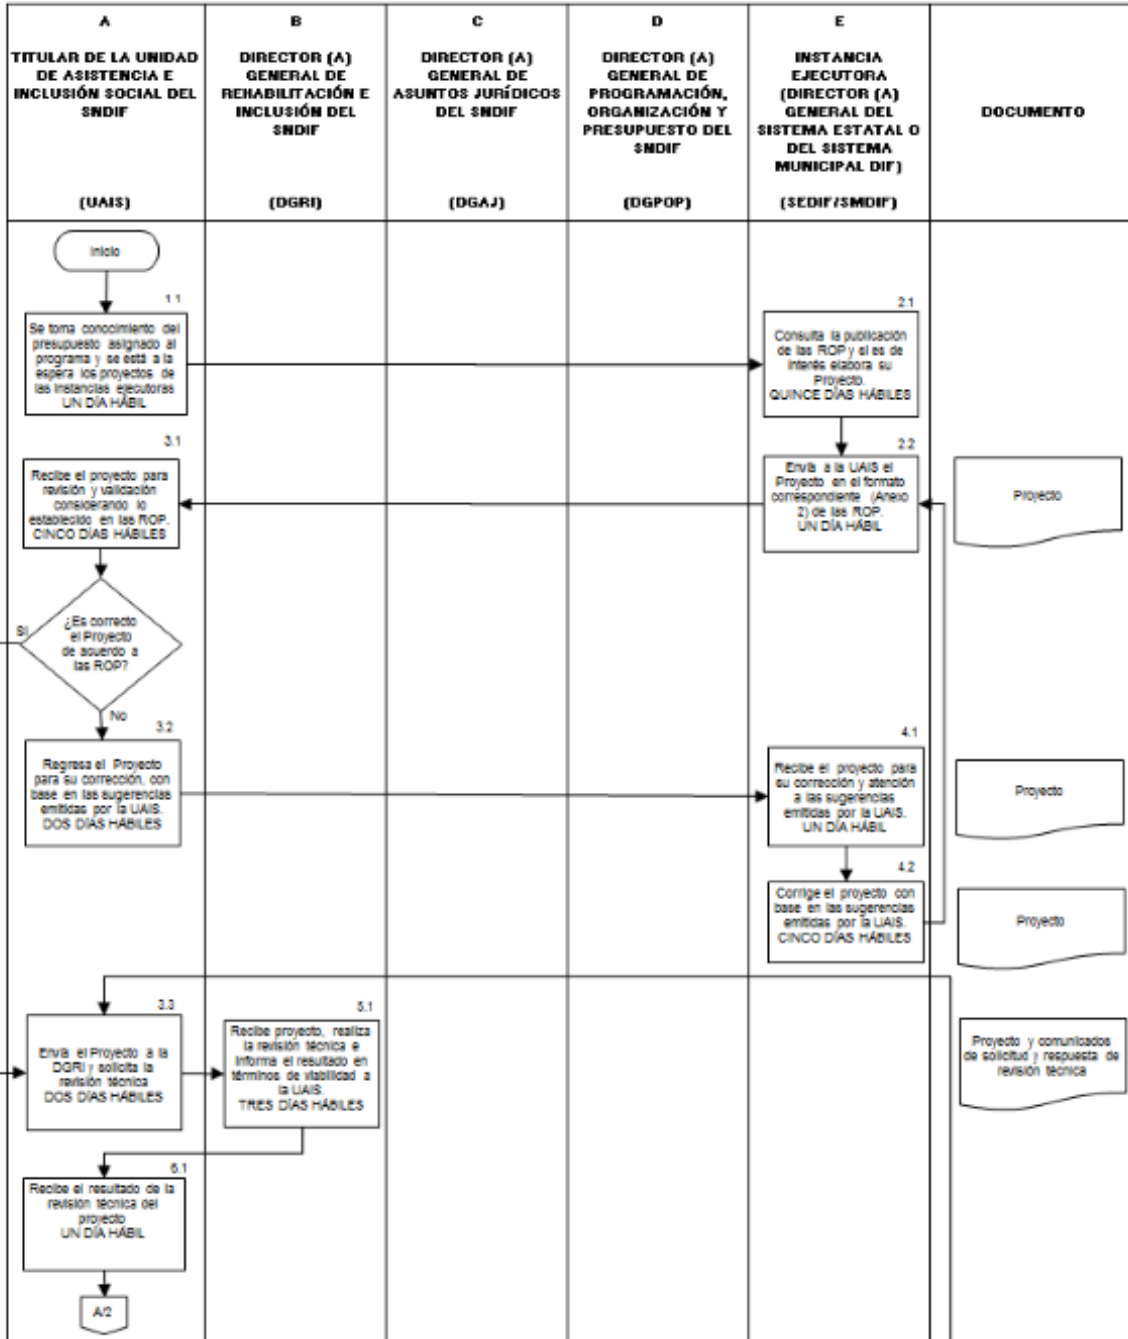 A
TITULAR DE LA UNIDAD
DE ASISTENCIA E
INCLUSIÓN SOCIAL DEL
SNDIF
(UAIS)
B
DIRECTOR (A)
GENERAL DE
REHABILITACIÓN E
INCLUSIÓN DEL
SNDIF
(DGRI)
C
DIRECTOR (A)
GENERAL DE
ASUNTOS JURÍDICOS
DEL SNDIF
(DGAJ)
D
DIRECTOR (A)
GENERAL DE
PROGRAMACIÓN,
ORGANIZACIÓN Y
PRESUPUESTO DEL
SNDIF
(DGPOP)
E
INSTANCIA
EJECUTORA
(DIRECTOR (A)
GENERAL DEL
SISTEMA ESTATAL O
DEL SISTEMA
MUNICIPAL DIF)
(SEDIF/SMDIF)
DOCUMENTO
Inicio
1.1
Se toma conocimiento del
presupuesto asignado al
programa y se está a la
espera los proyectos de
las instancias ejecutoras
UN DÍA HÁBIL
2.1
Consulta la publicación
de las ROP y si es de
interés elabora su
Proyecto.
QUINCE DÍAS HÁBILES
2.2
Envía a la UAIS el
Proyecto en el formato
correspondiente (Anexo
2) de las ROP.
UN DÍA HÁBIL
Proyecto
3.1
Recibe el proyecto para
revisión y validación
considerando lo
establecido en las ROP.
CINCO DÍAS HÁBILES
¿Es correcto
el Proyecto
de acuerdo a
las ROP?
Si
No
3.2
Regresa el Proyecto
para su corrección, con
base en las sugerencias
emitidas por la UAIS.
DOS DÍAS HÁBILES
4.1
Recibe el proyecto para
su corrección y atención
a las sugerencias
emitidas por la UAIS.
UN DÍA HÁBIL
Proyecto
4.2
Corrige el proyecto con
base en las sugerencias
emitidas por la UAIS.
CINCO DÍAS HÁBILES
Proyecto
3.3
Envía el Proyecto a la
DGRI y solicita la
revisión técnica
DOS DÍAS HÁBILES
5.1
Recibe proyecto, realiza
la revisión técnica e
informa el resultado en
términos de viabilidad a
la UAIS.
TRES DÍAS HÁBILES
Proyecto y comunicados
de solicitud y respuesta de
revisión técnica
6.1
Recibe el resultado de la
revisión técnica del
proyecto
UN DÍA HÁBIL
A/2